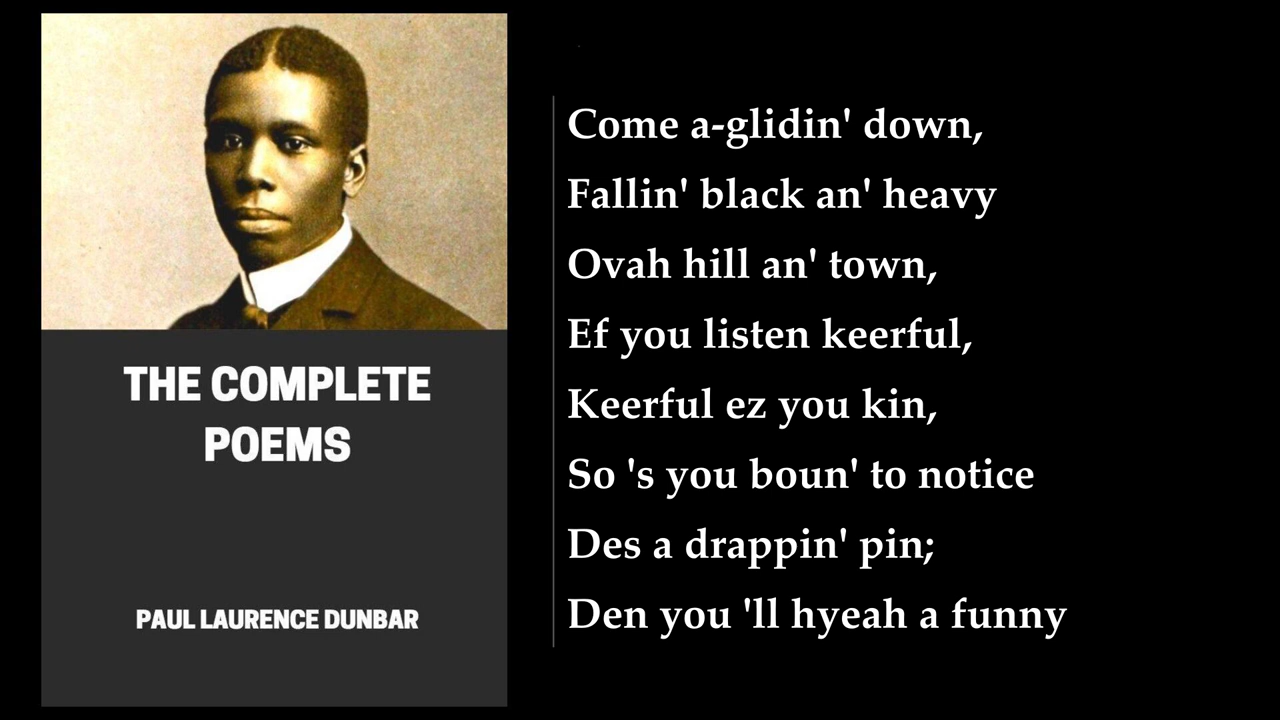 THE COMPLETE
POEMS
PAUL LAURENCE DUNBAR
Come a-glidin' down,
Fallin' black an' heavy
Ovah hill an' town,
Ef you listen keerful,
Keerful ez you kin,
So 's you boun' to notice
Des a drappin' pin;
Den you 'll hyeah a funny